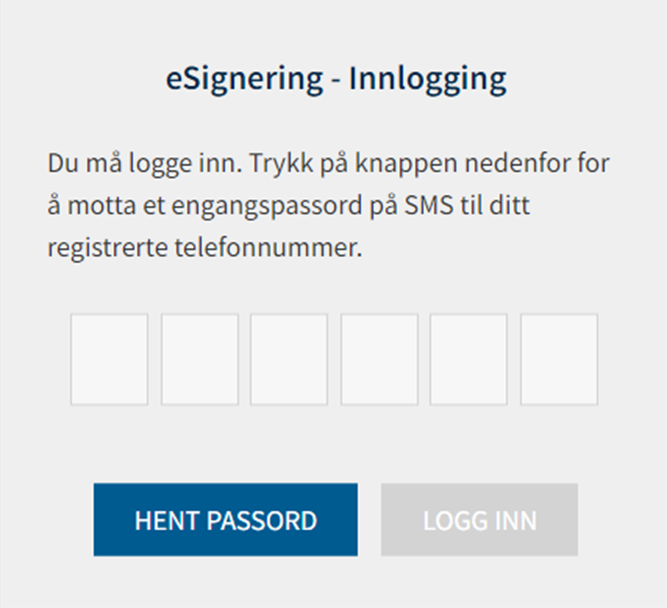 eSignering - Innlogging
Du må logge inn. Trykk på knappen nedenfor for
å motta et engangspassord på SMS til ditt
registrerte telefonnummer.
HENT PASSORD
LOGG INN